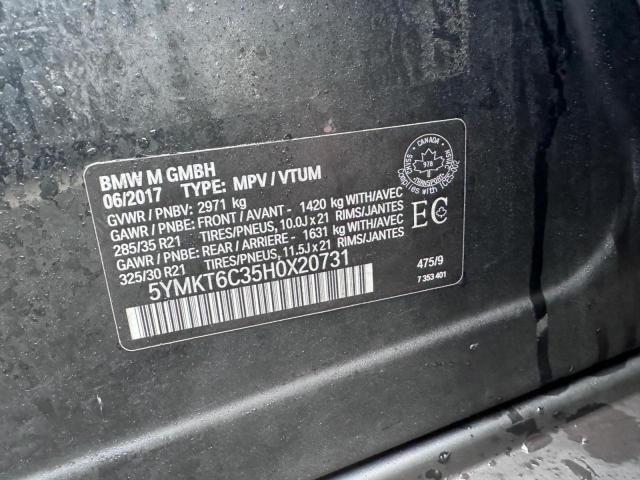 BMW M GMBH
06/2017 TYPE: MPV / VTUM
GVWR / PNBV: 2971 kg
GAWR / PNBE: FRONT / AVANT - 1420 kg WITH/AVEC
285/35 R21 TIRES/PNEUS, 10.0J x 21 RIMS/JANTES
GAWR / PNBE: REAR / ARRIERE - 1631 kg WITH/AVEC
325/30 R21 TIRES/PNEUS, 11.5J x 21 RIMS/JANTES
5YMKT6C35H0X20731
CANADA
978
TRANSPORT
EC
475/9
7 353 401